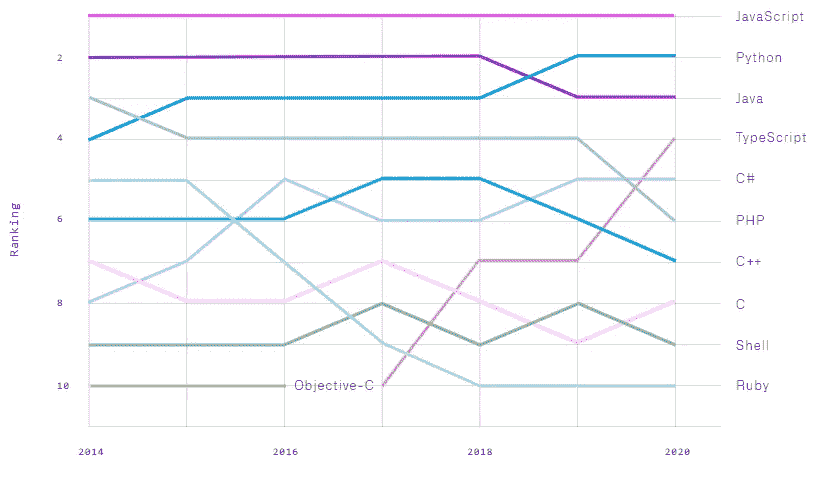 JavaScript
2
Python
Java
4
TypeScript
C#
Ranking
6
PHP
C++
8
C
Shell
10
Objective-C
Ruby
2014
2016
2018
2020